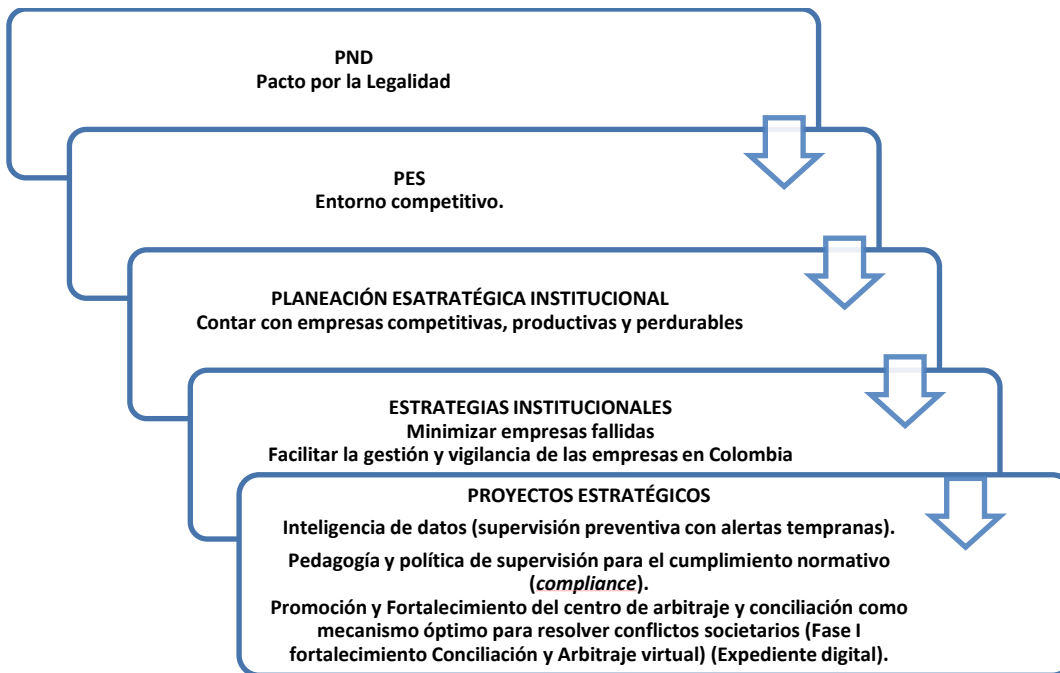 PND
Pacto por la Legalidad
PES
Entorno competitivo.
PLANEACIÓN ESATRATÉGICA INSTITUCIONAL
Contar con empresas competitivas, productivas y perdurables
ESTRATEGIAS INSTITUCIONALES
Minimizar empresas fallidas
Facilitar la gestión y vigilancia de las empresas en Colombia
PROYECTOS ESTRATÉGICOS
Inteligencia de datos (supervisión preventiva con alertas tempranas).
Pedagogía y política de supervisión para el cumplimiento normativo
(compliance).
Promoción y Fortalecimiento del centro de arbitraje y conciliación como
mecanismo óptimo para resolver conflictos societarios (Fase I
fortalecimiento Conciliación y Arbitraje virtual) (Expediente digital).